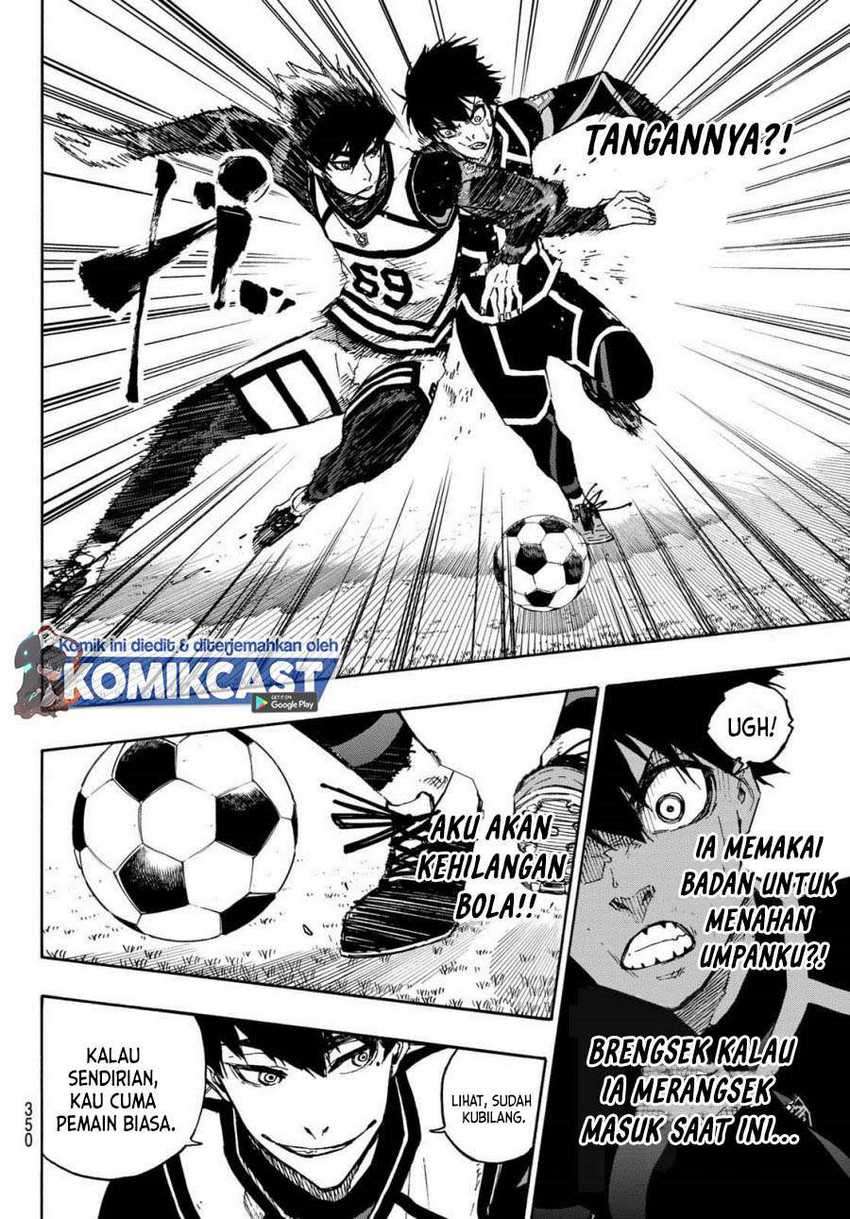 TANGANNYA?!
ガッ
69
Komik ini diedit & diterjemahkan oleh
KOMIKCAST
GET IT ON
Google Play
UGH!
IA MEMAKAI
BADAN UNTUK
MENAHAN
UMPANKU?!
AKU AKAN
KEHILANGAN
BOLA!!
BRENGSEK KALAU
IA MERANGSEK
MASUK SAAT INI...
LIHAT, SUDAH
KUBILANG.
KALAU
SENDIRIAN,
KAU CUMA
PEMAIN BIASA.
350